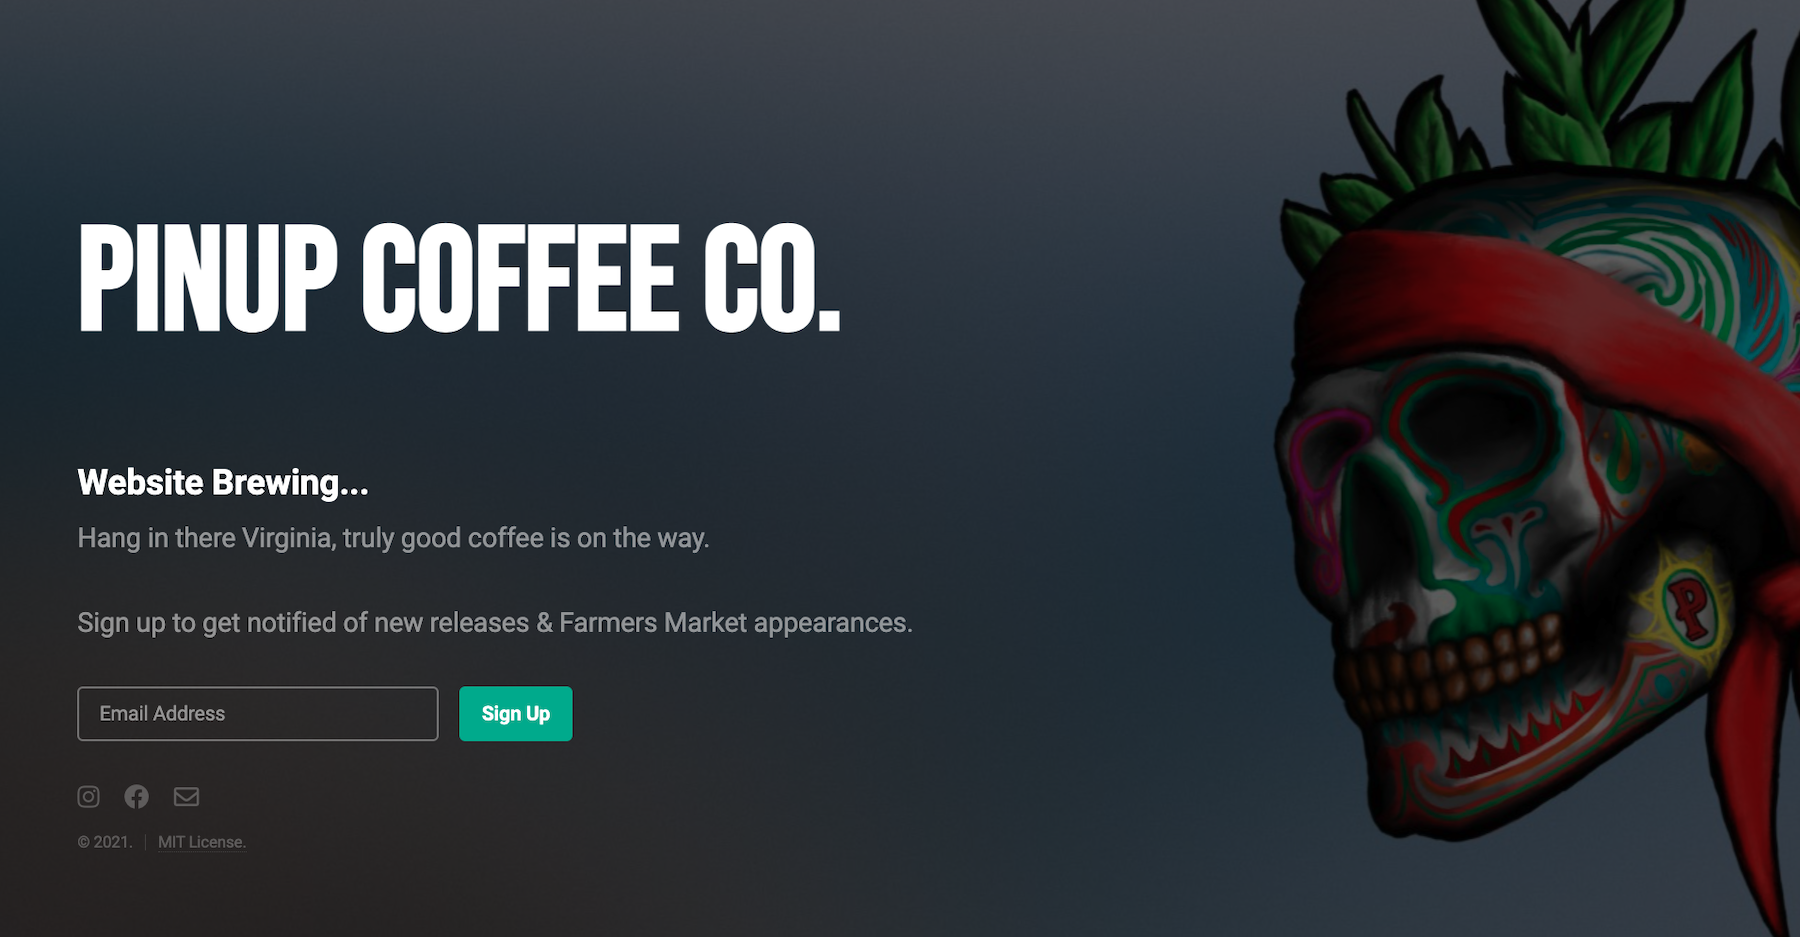 PINUP COFFEE CO.
Website Brewing...
Hang in there Virginia, truly good coffee is on the way.
Sign up to get notified of new releases & Farmers Market appearances.
Email Address
Sign Up
© 2021. | MIT License.
P